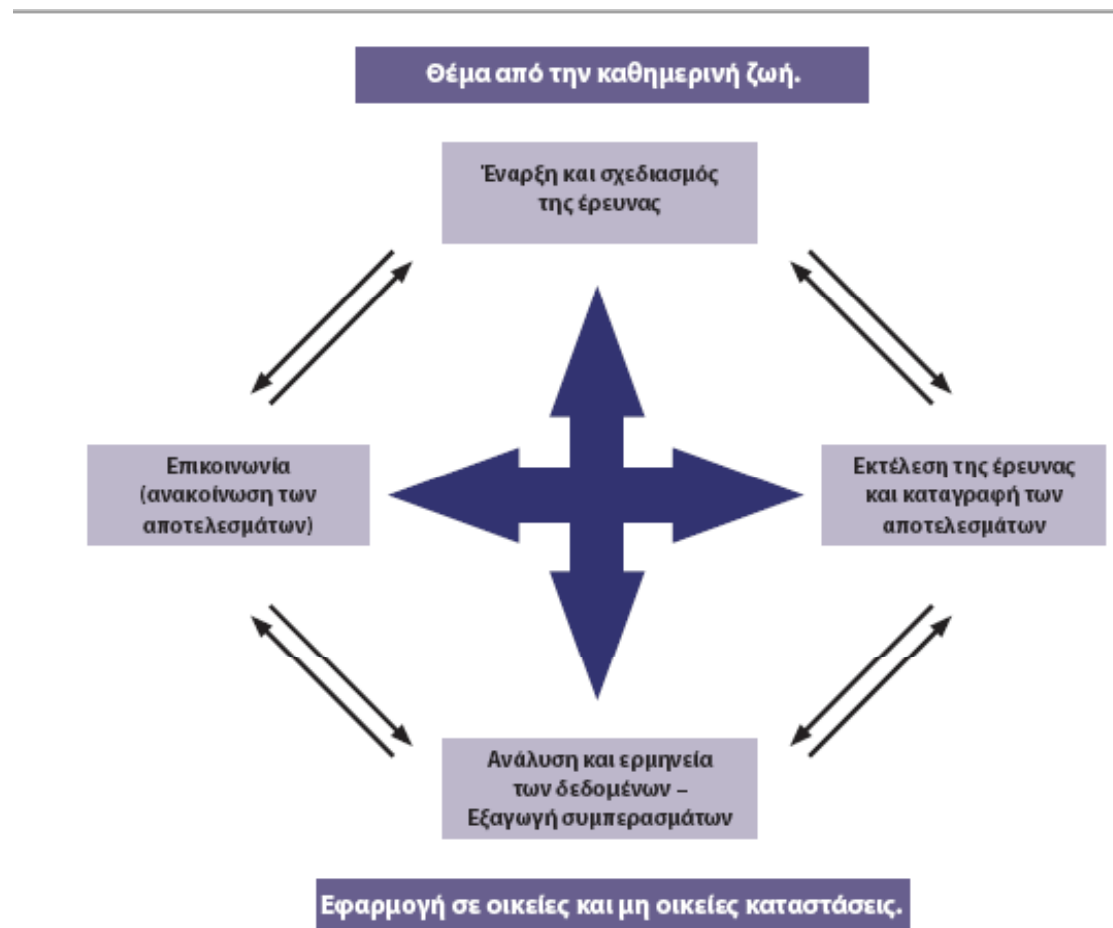 Θέμα από την καθημερινή ζωή.
Έναρξη και σχεδιασμός
της έρευνας
Επικοινωνία
(ανακοίνωση των
αποτελεσμάτων)
Εκτέλεση της έρευνας
και καταγραφή των
αποτελεσμάτων
Ανάλυση και ερμηνεία
των δεδομένων –
Εξαγωγή συμπερασμάτων
Εφαρμογή σε οικείες και μη οικείες καταστάσεις.